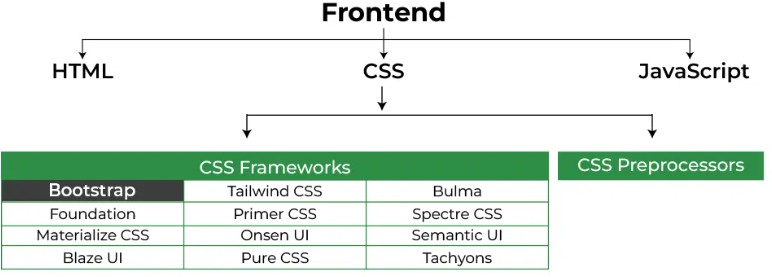 Frontend
HTML CSS JavaScript
CSS Frameworks CSS Preprocessors
Bootstrap Tailwind CSS Bulma
Foundation Primer CSS Spectre CSS
Materialize CSS Onsen UI Semantic UI
Blaze UI Pure CSS Tachyons